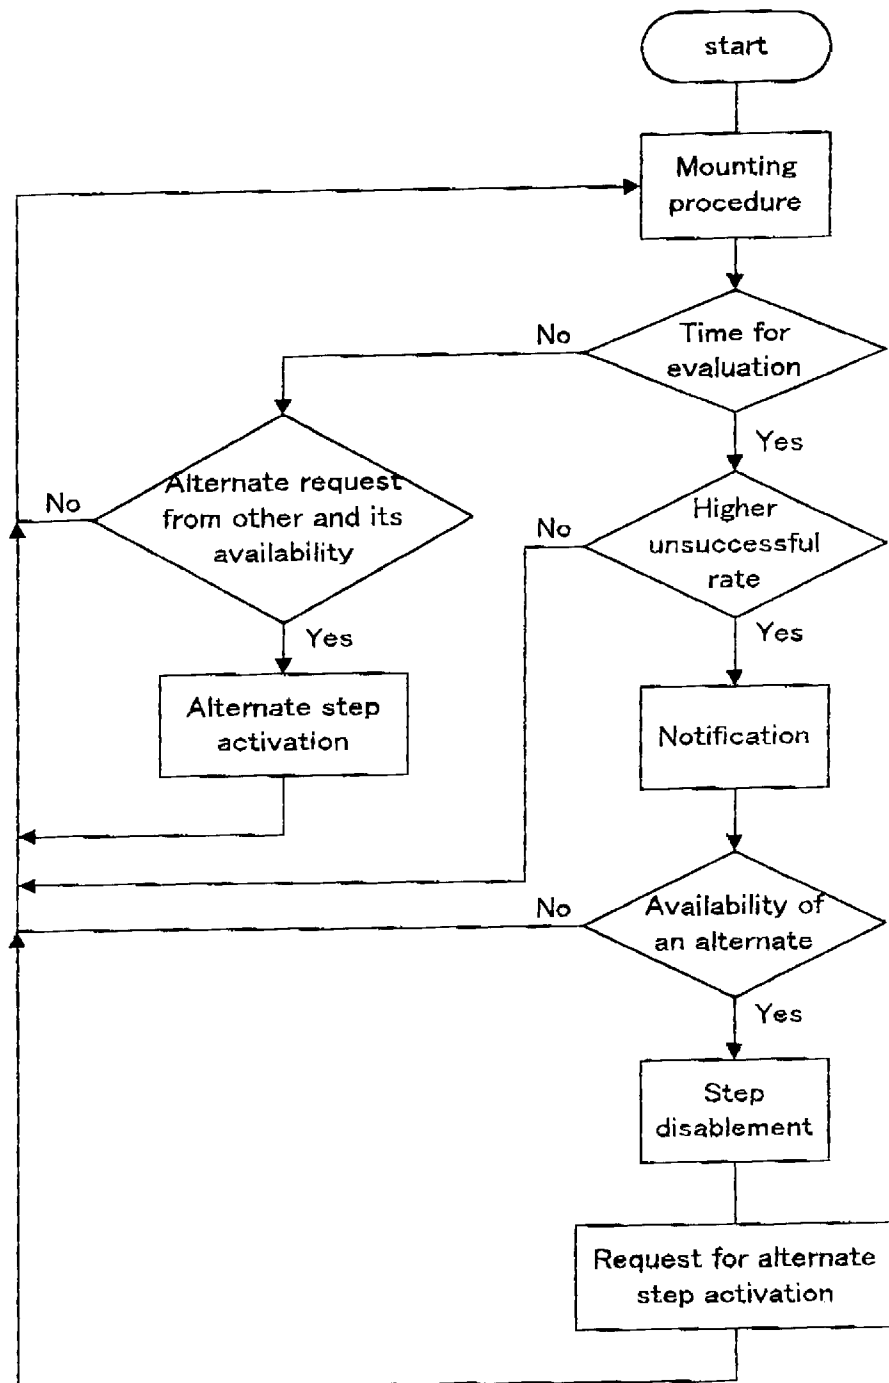 start
Mounting
procedure
No
Time for
evaluation
Yes
No
Alternate request
from other and its
availability
No
Higher
unsuccessful
rate
Yes
Yes
Alternate step
activation
Notification
No
Availability of
an alternate
Yes
Step
disablement
Request for alternate
step activation